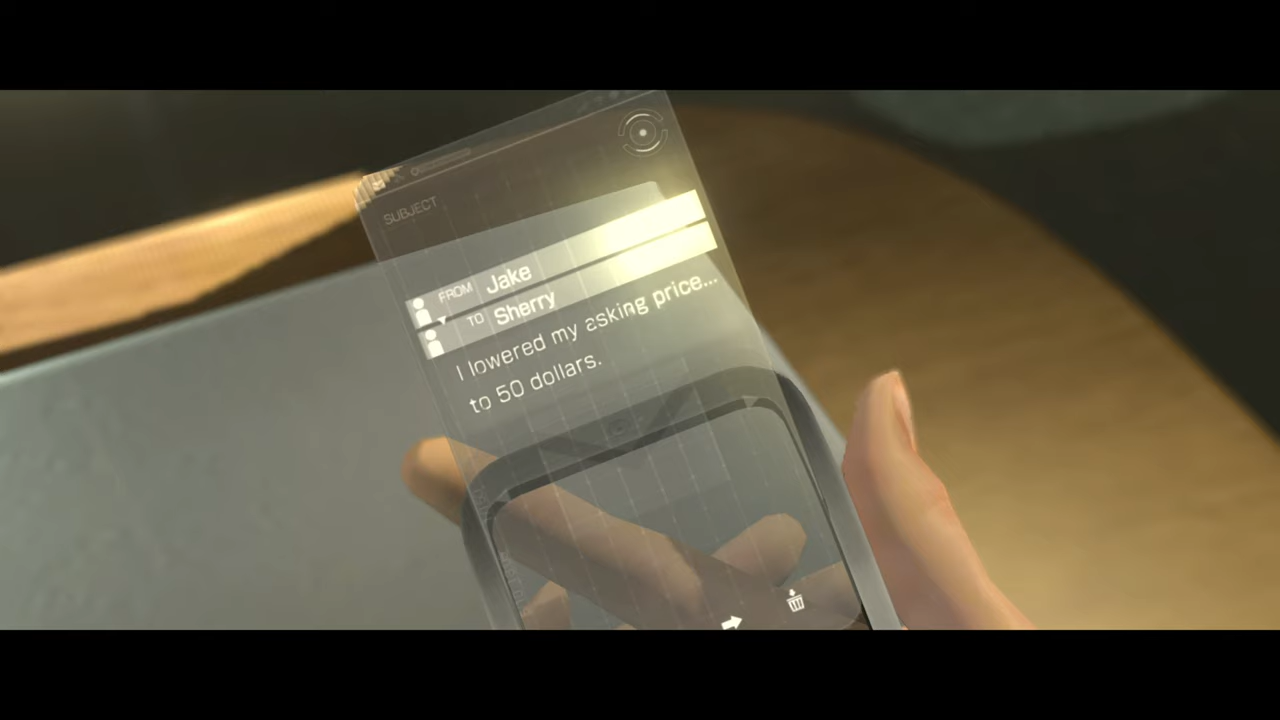 SUBJECT
FROM Jake
TO Sherry
I lowered my asking price...
to 50 dollars.